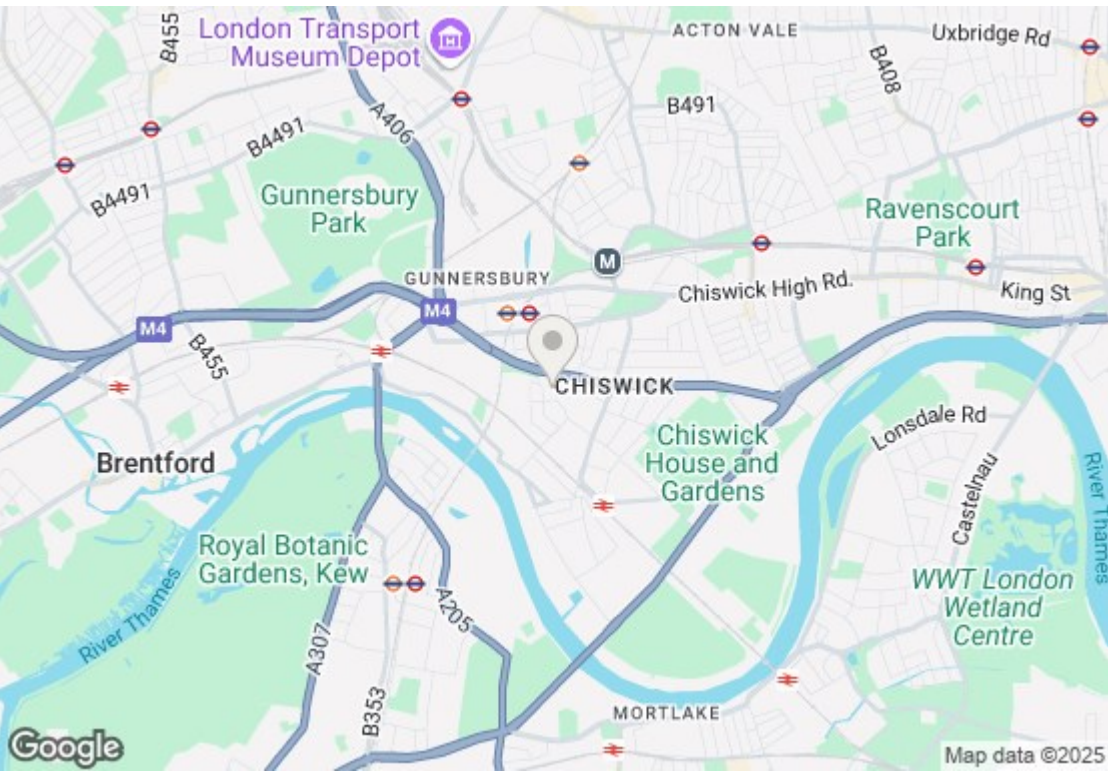 B455
London Transport
Museum Depot
ACTON VALE
Uxbridge Rd
B408
B491
A406
B4491
B4491
Gunnersbury
Park
Ravenscourt
Park
M
GUNNERSBURY
Chiswick High Rd.
King St
M4
M4
B455
CHISWICK
Lonsdale Rd
Chiswick
House and
Gardens
Brentford
Castelnau
River Thames
Royal Botanic
Gardens, Kew
WWT London
Wetland
Centre
River Thames
A205
A307
B353
MORTLAKE
Google
Map data ©2025